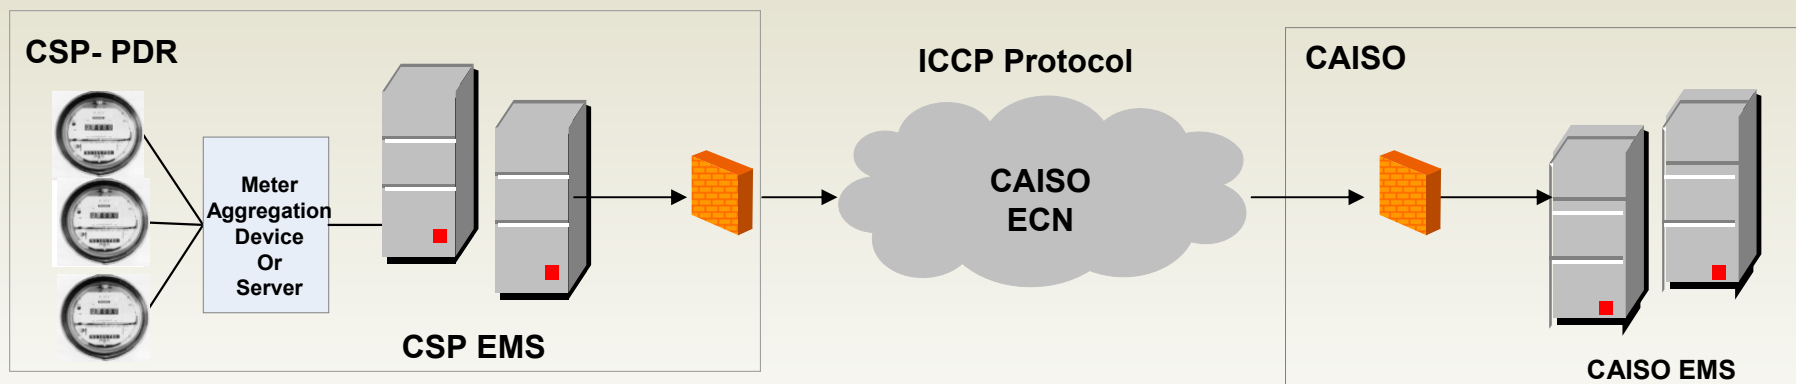 CSP- PDR
Meter
Aggregation
Device
Or
Server
CSP EMS
ICCP Protocol
CAISO
ECN
CAISO
CAISO EMS